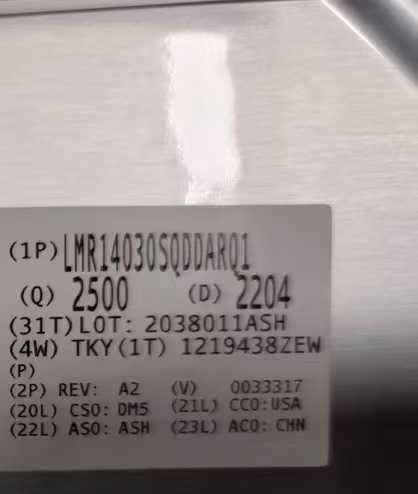 (1P) LMR14030SQDDARQ1
(Q) 2500 (D) 2204
(31T) LOT: 2038011ASH
(4W) TKY (1T) 1219438ZEW
(P)
(2P) REV: A2 (V) 0033317
(20L) CSO: DM5 (21L) CCO: USA
(22L) ASO: ASH (23L) ACO: CHN